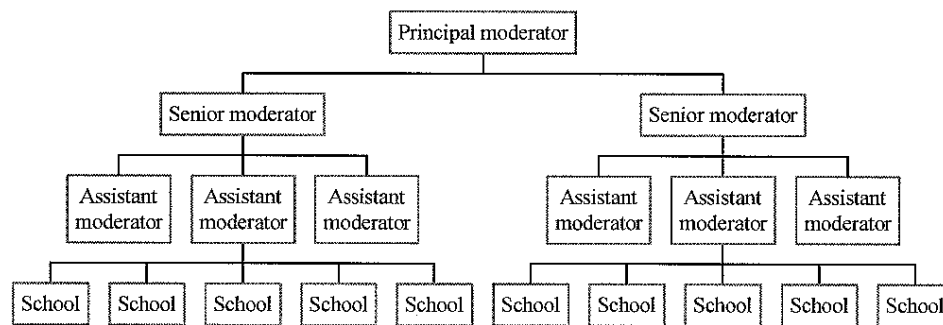 Principal moderator
Senior moderator
Senior moderator
Assistant
moderator
Assistant
moderator
Assistant
moderator
Assistant
moderator
Assistant
moderator
Assistant
moderator
School
School
School
School
School
School
School
School
School
School